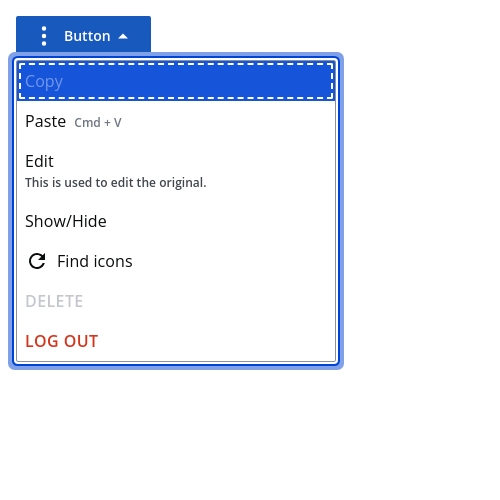 Button
Copy
Paste Cmd + V
Edit
This is used to edit the original.
Show/Hide
Find icons
DELETE
LOG OUT